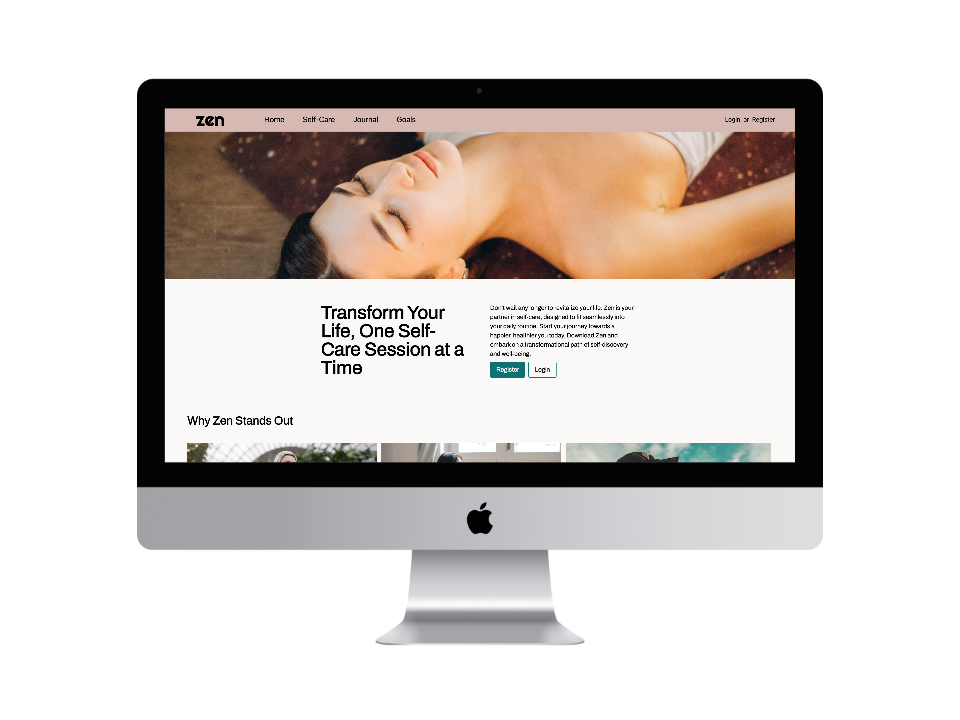 zen
Home Self-Care Journal Goals
Login or Register
Transform Your
Life, One Self-
Care Session at a
Time
Don't wait any longer to revitalize your life. Zen is your
partner in self-care, designed to fit seamlessly into
your daily routine. Start your journey towards a
happier, healthier you today. Download Zen and
embark on a transformational path of self-discovery
and well-being.
Register Login
Why Zen Stands Out